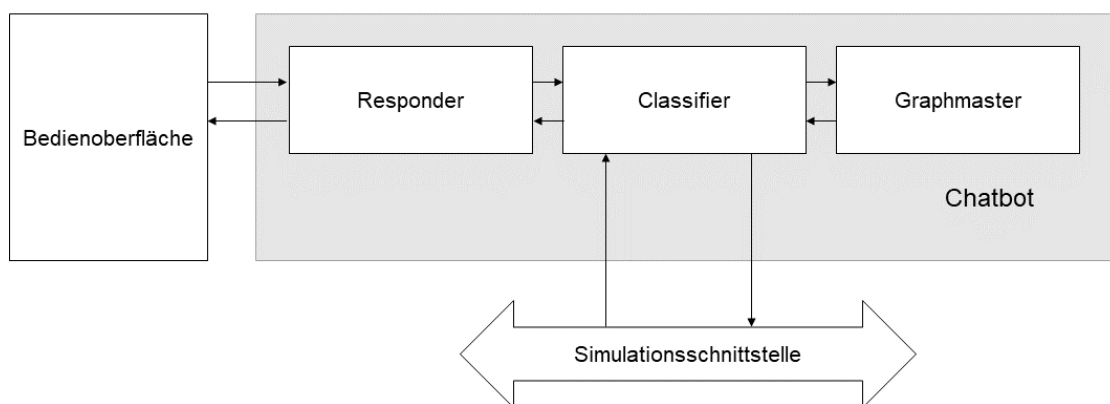 Bedienoberfläche
Responder
Classifier
Graphmaster
Chatbot
Simulationsschnittstelle